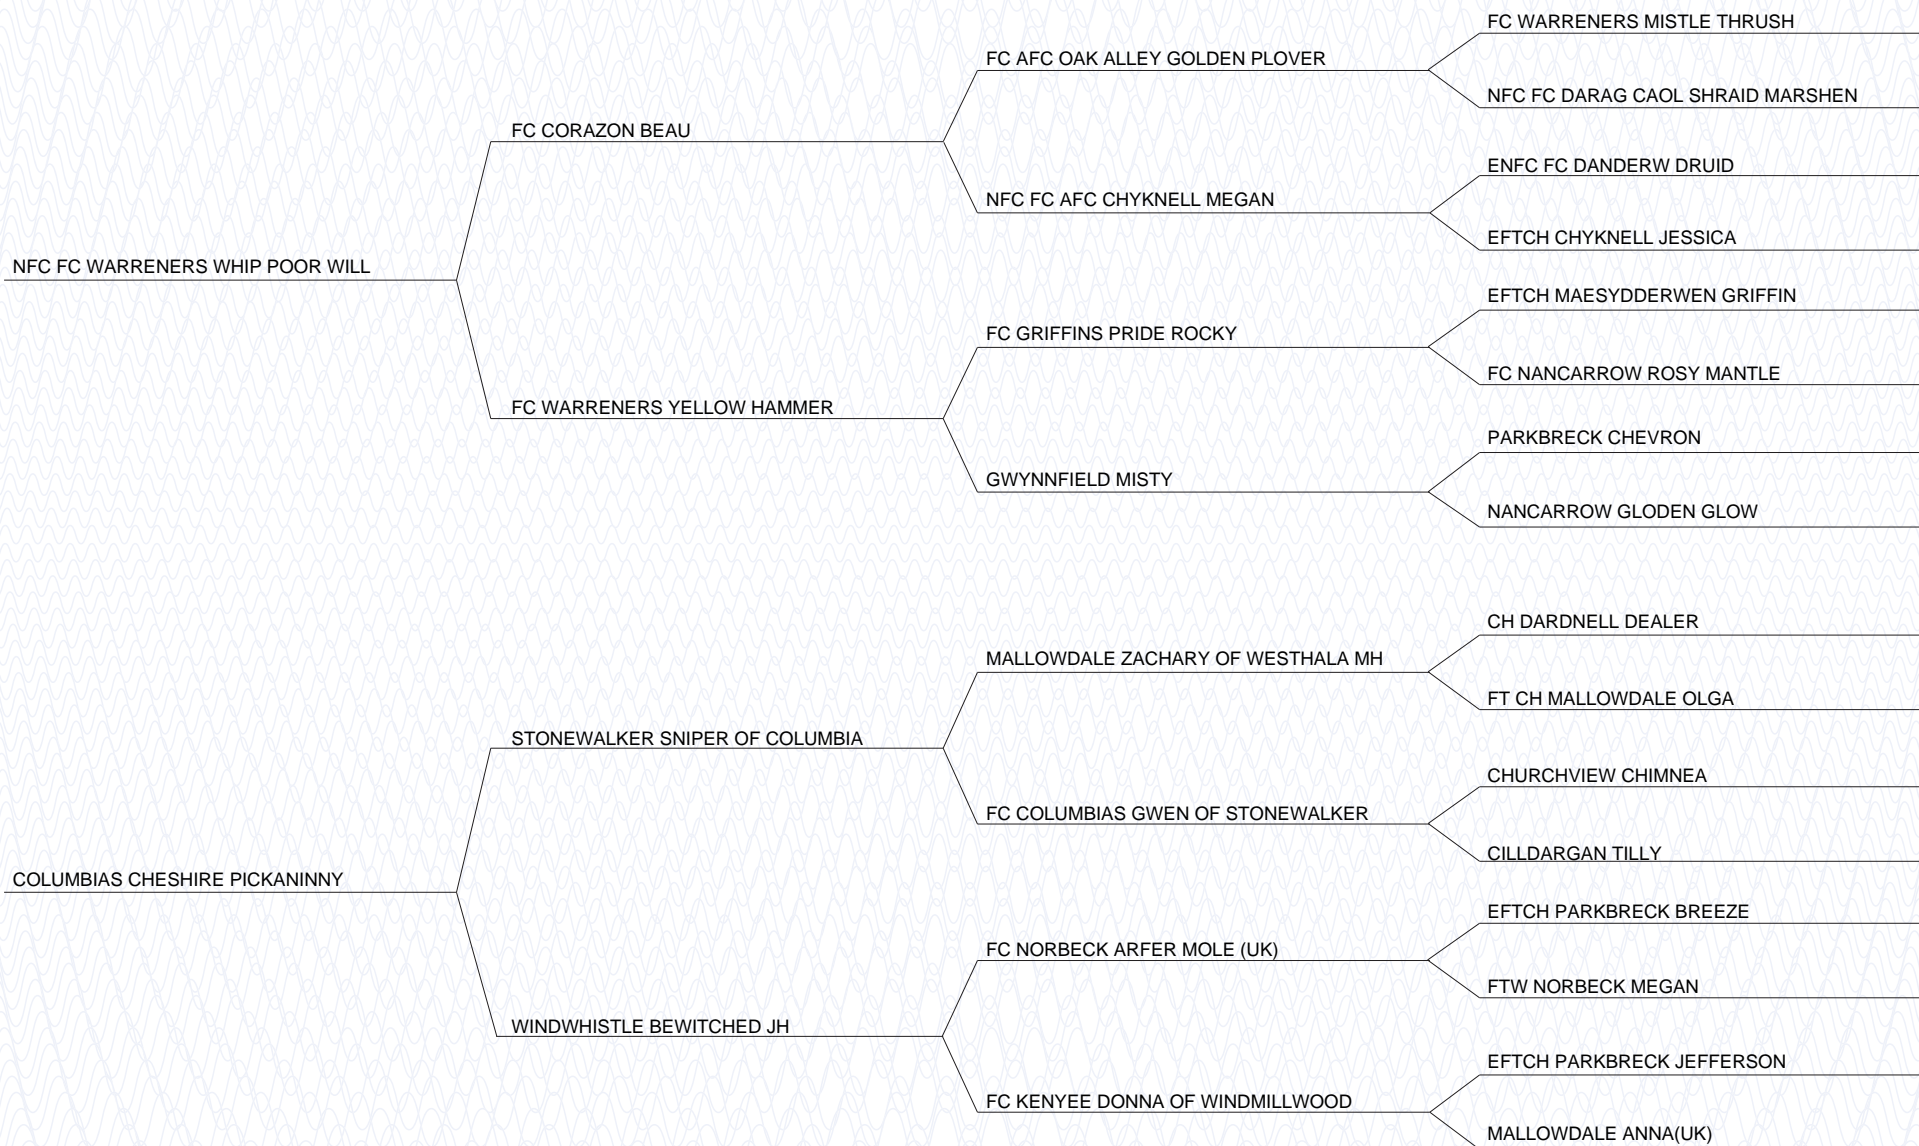 FC WARRENERS MISTLE THRUSH
FC AFC OAK ALLEY GOLDEN PLOVER
NFC FC DARAG CAOL SHRAID MARSHEN
FC CORAZON BEAU
ENFC FC DANDERW DRUID
NFC FC AFC CHYKNELL MEGAN
EFTCH CHYKNELL JESSICA
NFC FC WARRENERS WHIP POOR WILL
EFTCH MAESYDDERWEN GRIFFIN
FC GRIFFINS PRIDE ROCKY
FC NANCARROW ROSY MANTLE
FC WARRENERS YELLOW HAMMER
PARKBRECK CHEVRON
GWYNNFIELD MISTY
NANCARROW GLODEN GLOW
CH DARDNELL DEALER
MALLOWDALE ZACHARY OF WESTHALA MH
FT CH MALLOWDALE OLGA
STONEWALKER SNIPER OF COLUMBIA
CHURCHVIEW CHIMNEA
FC COLUMBIAS GWEN OF STONEWALKER
CILLDARGAN TILLY
COLUMBIAS CHESHIRE PICKANINNY
EFTCH PARKBRECK BREEZE
FC NORBECK ARFER MOLE (UK)
FTW NORBECK MEGAN
WINDWHISTLE BEWITCHED JH
EFTCH PARKBRECK JEFFERSON
FC KENYEE DONNA OF WINDMILLWOOD
MALLOWDALE ANNA(UK)